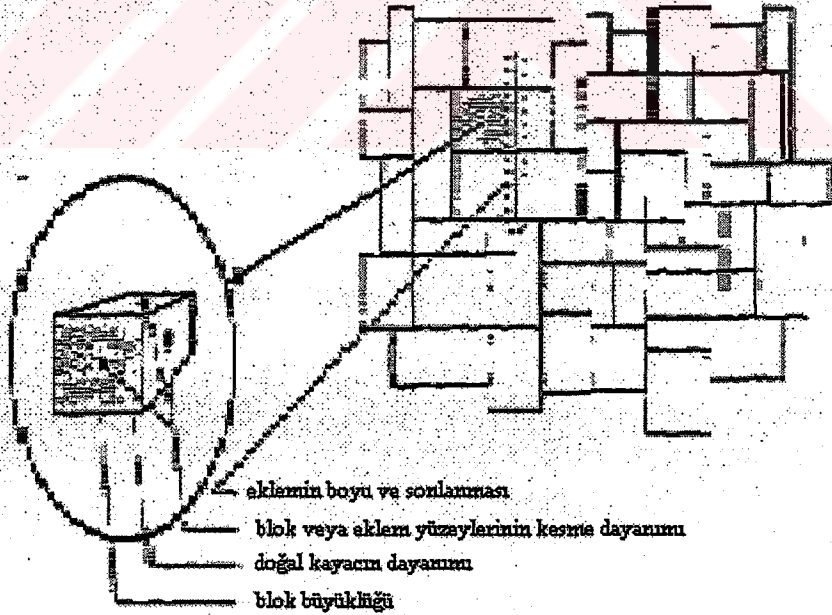 eklemin boyu ve sonlanması
blok veya eklem yüzeylerinin kesme dayanımı
doğal kayacın dayanımı
blok büyüklüğü